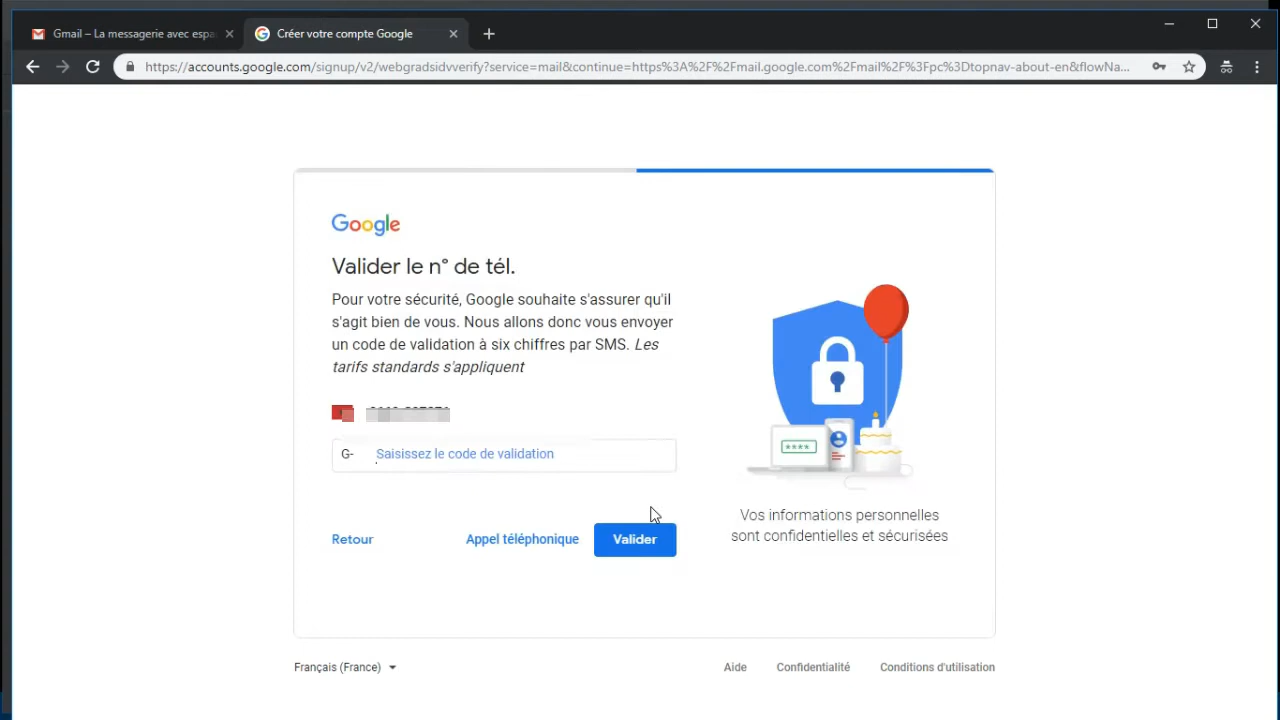 Gmail – La messagerie avec espa
Créer votre compte Google
https://accounts.google.com/signup/v2/webgradsidvverify?service=mail&continue=https%3A%2F%2Fmail.google.com%2Fmail%2F%3Fpc%3Dtopnav-about-en&flowNa...
Google
Valider le n° de tél.
Pour votre sécurité, Google souhaite s'assurer qu'il
s'agit bien de vous. Nous allons donc vous envoyer
un code de validation à six chiffres par SMS. Les
tarifs standards s'appliquent
G- Saisissez le code de validation
Retour
Appel téléphonique
Valider
****
Vos informations personnelles
sont confidentielles et sécurisées
Français (France)
Aide
Confidentialité
Conditions d'utilisation